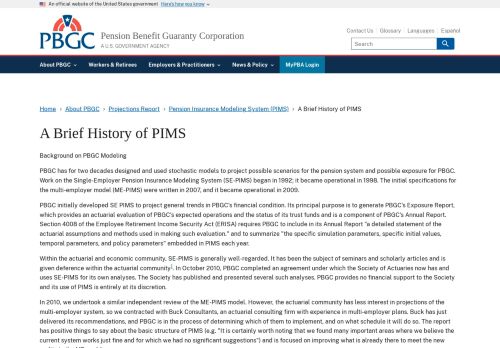 An official website of the United States government Here's how you know
PBGC
Pension Benefit Guaranty Corporation
A U.S. GOVERNMENT AGENCY
Contact Us Glossary Languages Español
Search
About PBGC Workers & Retirees Employers & Practitioners News & Policy MyPBA Login
Home › About PBGC › Projections Report › Pension Insurance Modeling System (PIMS) › A Brief History of PIMS
A Brief History of PIMS
Background on PBGC Modeling
PBGC has for two decades designed and used stochastic models to project possible scenarios for the pension system and possible exposure for PBGC.
Work on the Single-Employer Pension Insurance Modeling System (SE-PIMS) began in 1992; it became operational in 1998. The initial specifications
for the multi-employer model (ME-PIMS) were written in 2007, and it became operational in 2009.
PBGC initially developed SE PIMS to project general trends in PBGC's financial condition. Its principal purpose is to generate PBGC's Exposure Report,
which provides an actuarial evaluation of PBGC's expected operations and the status of its trust funds and is a component of PBGC's Annual Report.
Section 4008 of the Employee Retirement Income Security Act (ERISA) requires PBGC to include in its Annual Report "a detailed statement of the
actuarial assumptions and methods used in making such evaluation." and to summarize "the specific simulation parameters, specific initial values,
temporal parameters, and policy parameters" embedded in PIMS each year.
Within the actuarial and economic community, SE-PIMS is generally well-regarded. It has been the subject of seminars and scholarly articles and is
given deference within the actuarial community1. In October 2010, PBGC completed an agreement under which the Society of Actuaries now has and
uses SE-PIMS for its own analyses. The Society has published and presented several such analyses. PBGC provides no financial support to the Society
and its use of PIMS is entirely at its discretion.
In 2010, we undertook a similar independent review of the ME-PIMS model. However, the actuarial community has less interest in projections of the
multi-employer system, so we contracted with Buck Consultants, an actuarial consulting firm with experience in multi-employer plans. Buck has just
delivered its recommendations, and PBGC is in the process of determining which of them to implement, and on what schedule it will do so. The report
has positive things to say about the basic structure of PIMS (e.g. "It is certainly worth noting that we found many important areas where we believe the
current system works just fine and for which we had no significant suggestions") and is focused on improving what is already there to meet the new